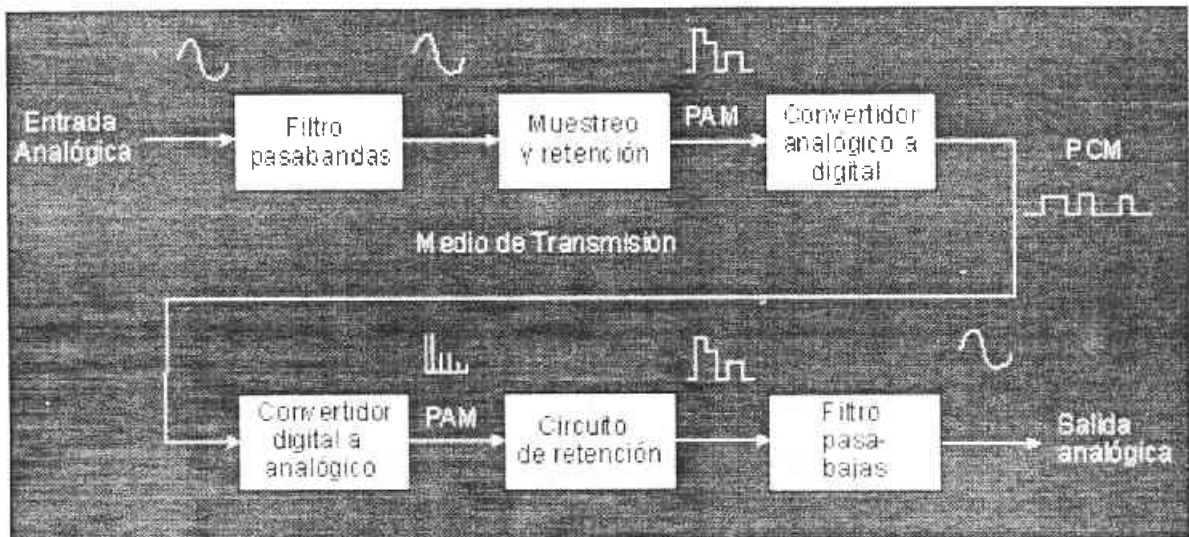 Entrada
Analógica
Filtro
pasabandas
Muestreo
y retención
PAM
Convertidor
analógico a
digital
PCM
Medio de Transmisión
Convertidor
digital a
analógico
PAM
Circuito
de retención
Filtro
pasa-
bajas
Salida
analógica